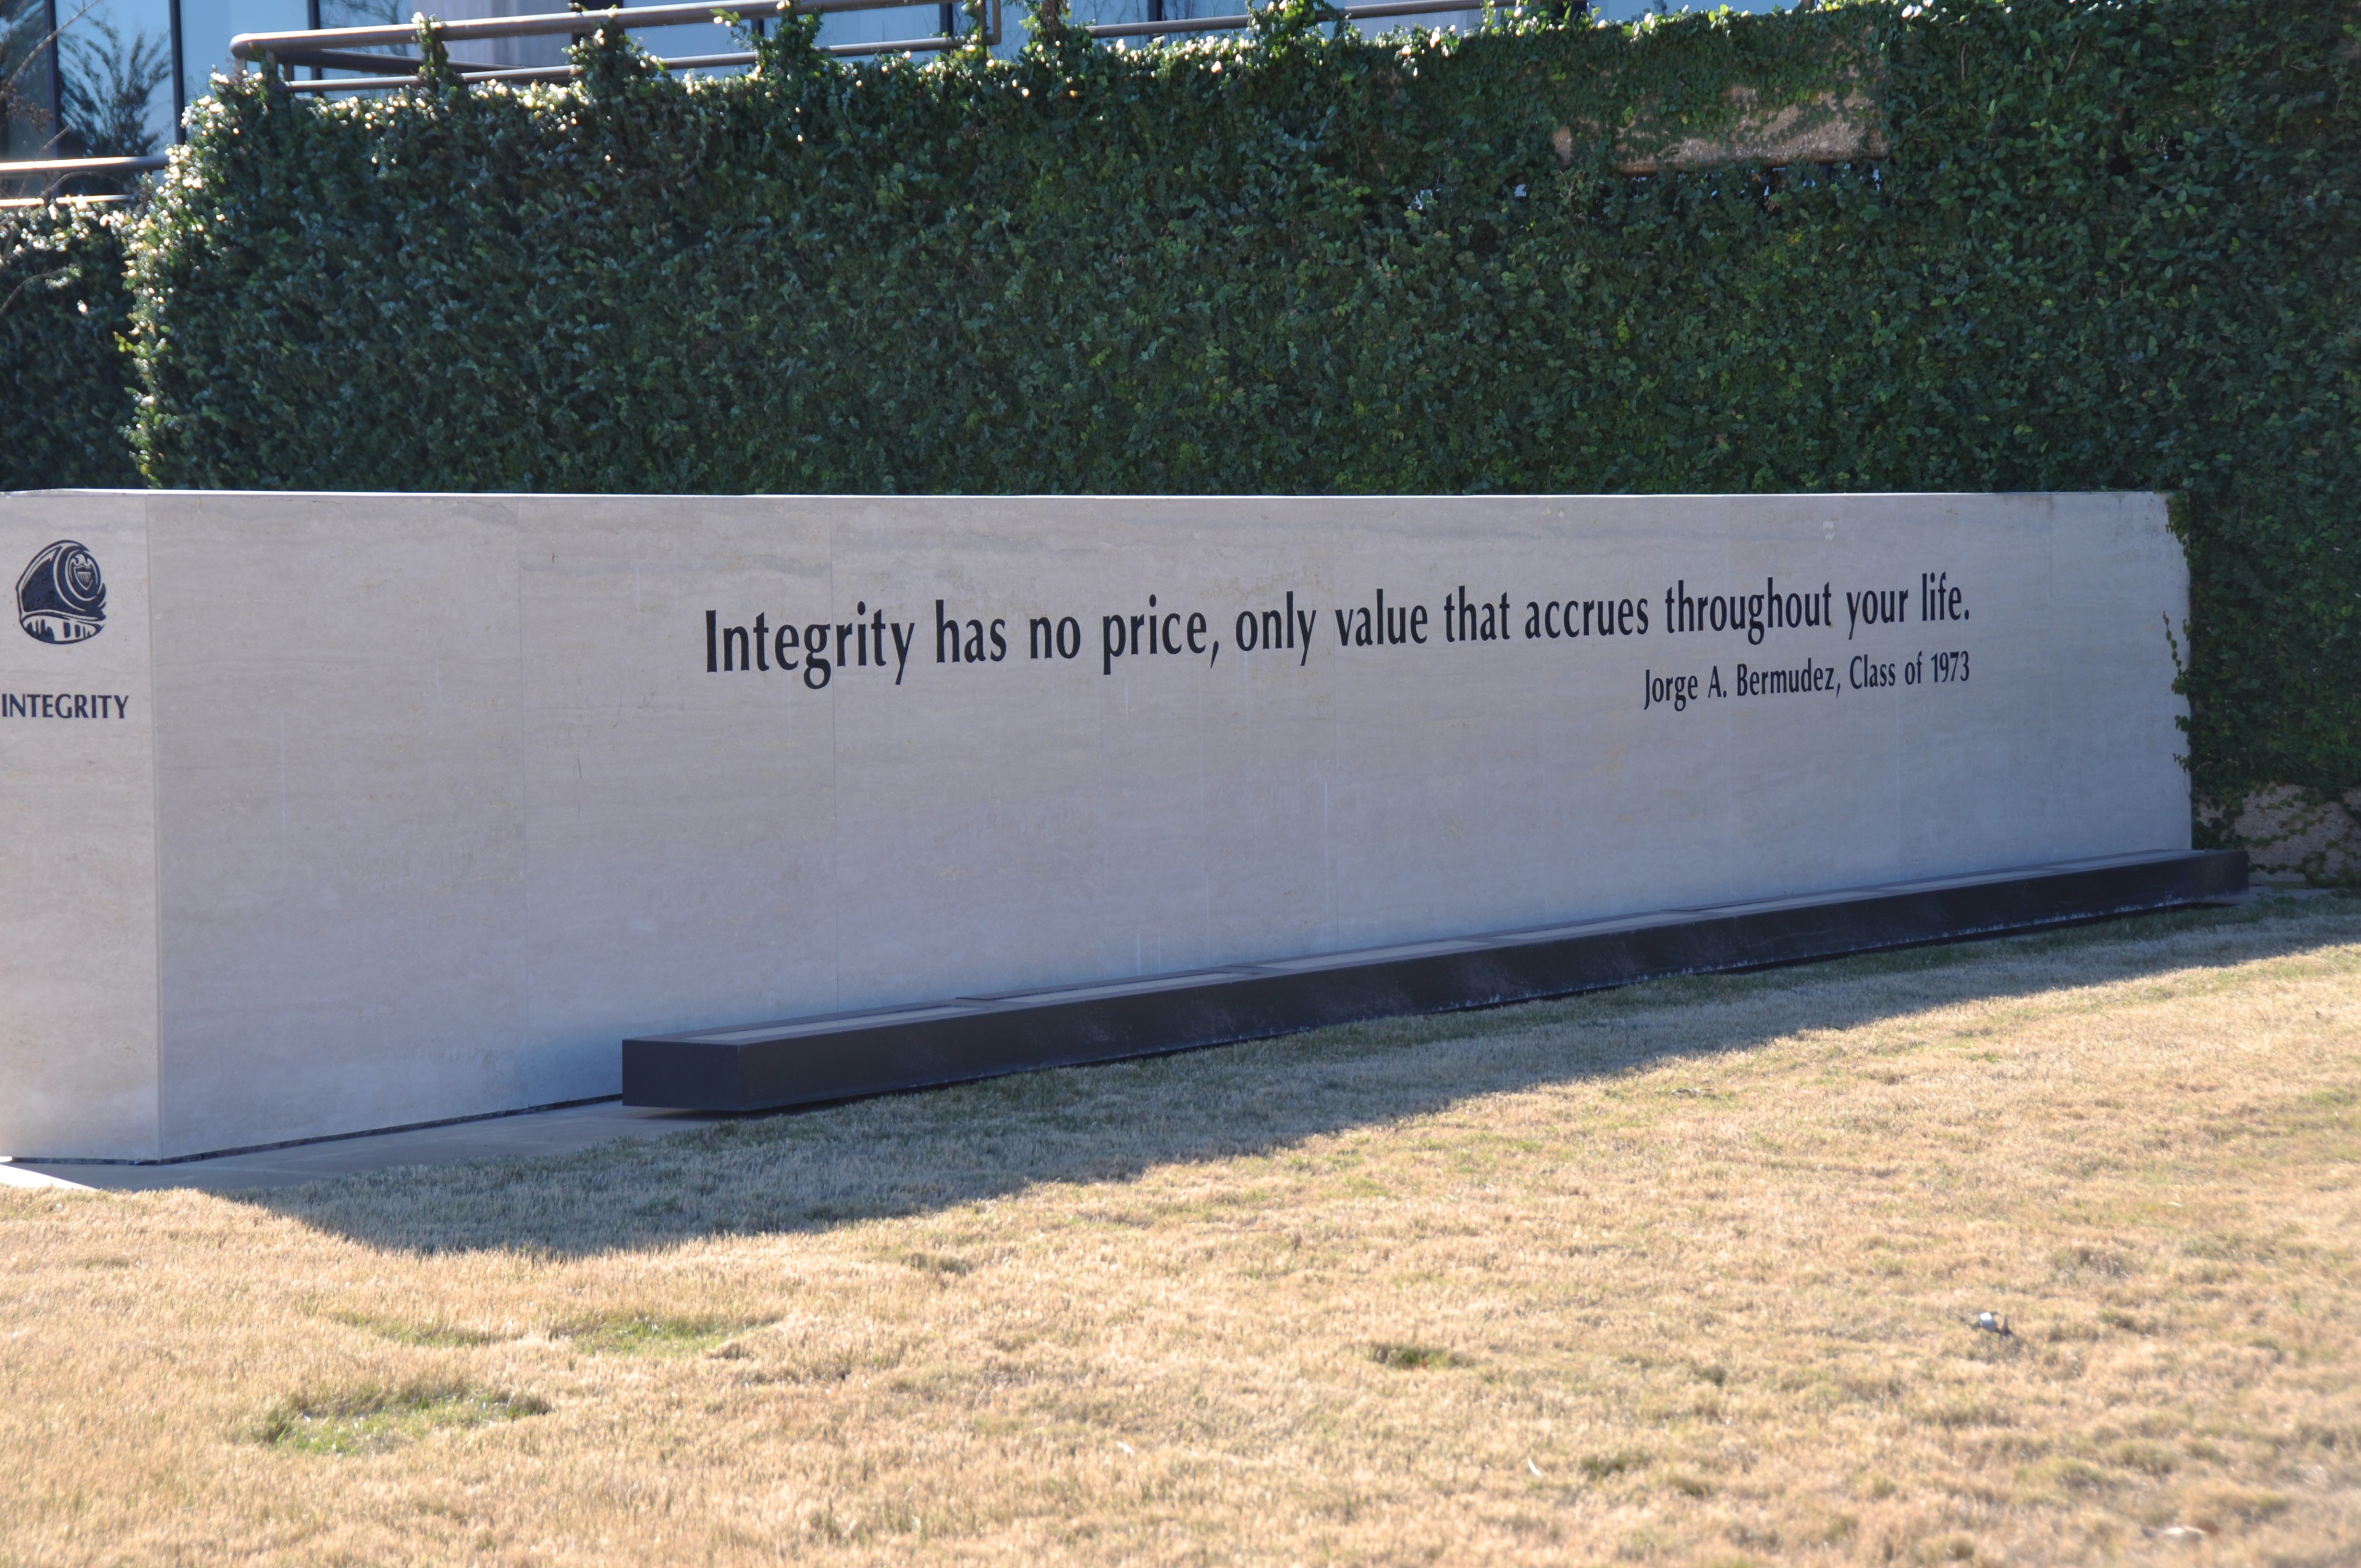 INTEGRITY
Integrity has no price, only value that accrues throughout your life.
Jorge A. Bermudez, Class of 1973